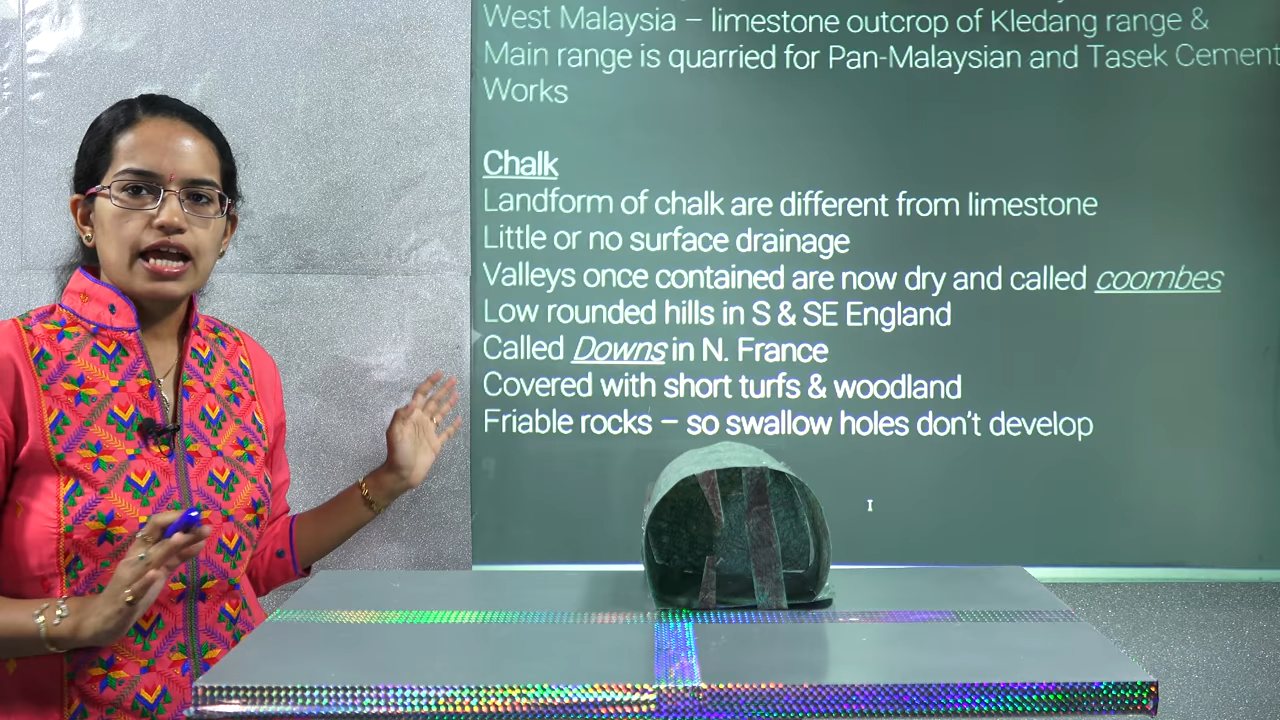 West Malaysia – limestone outcrop of Kledang range &
Main range is quarried for Pan-Malaysian and Tasek Cement
Works
Chalk
Landform of chalk are different from limestone
Little or no surface drainage
Valleys once contained are now dry and called coombes
Low rounded hills in S & SE England
Called Downs in N. France
Covered with short turfs & woodland
Friable rocks – so swallow holes don't develop